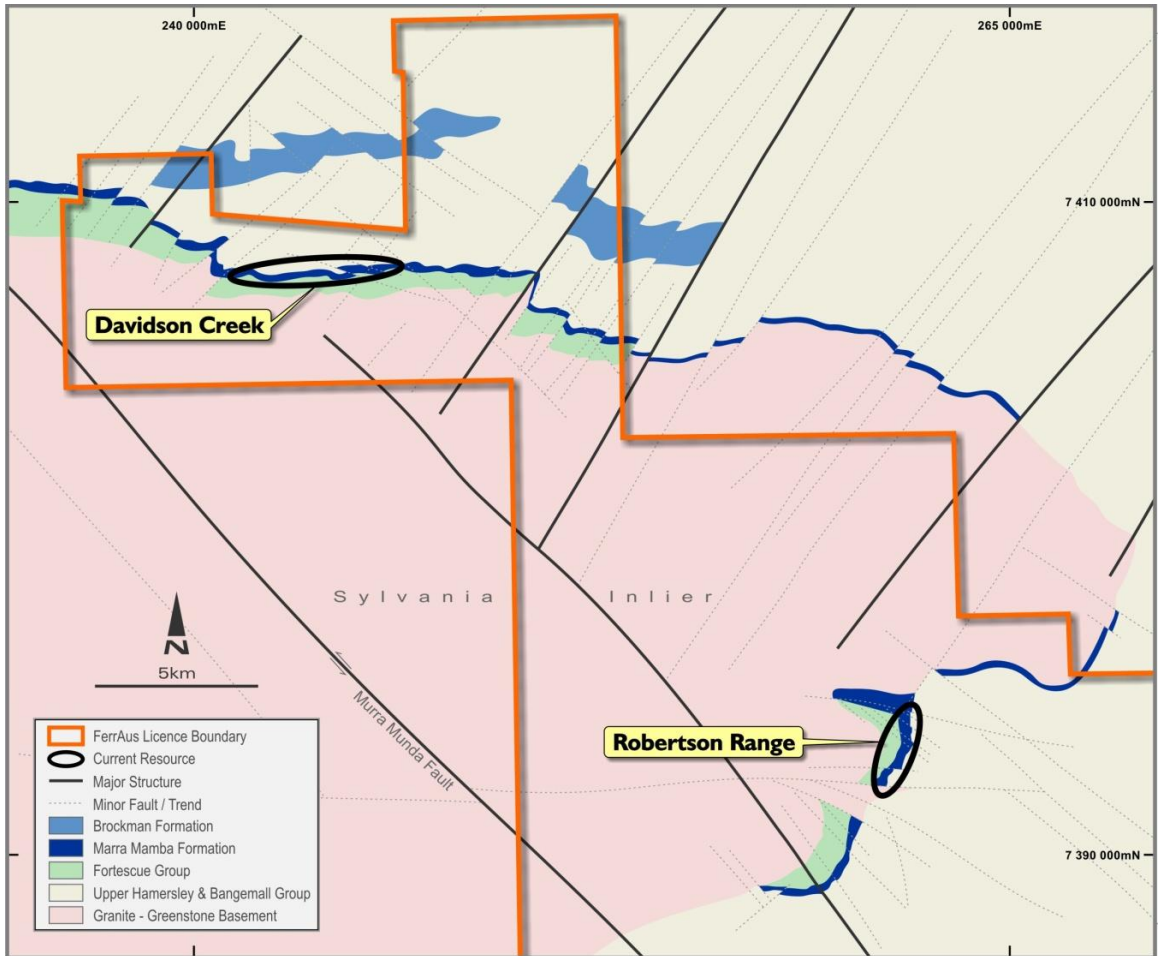 240 000mE
265 000mE
7 410 000mN
Davidson Creek
Sylvania Inlier
N
5km
Murra Munda Fault
Robertson Range
FerrAus Licence Boundary
Current Resource
Major Structure
Minor Fault / Trend
Brockman Formation
Marra Mamba Formation
Fortescue Group
Upper Hamersley & Bangemall Group
Granite - Greenstone Basement
7 390 000mN